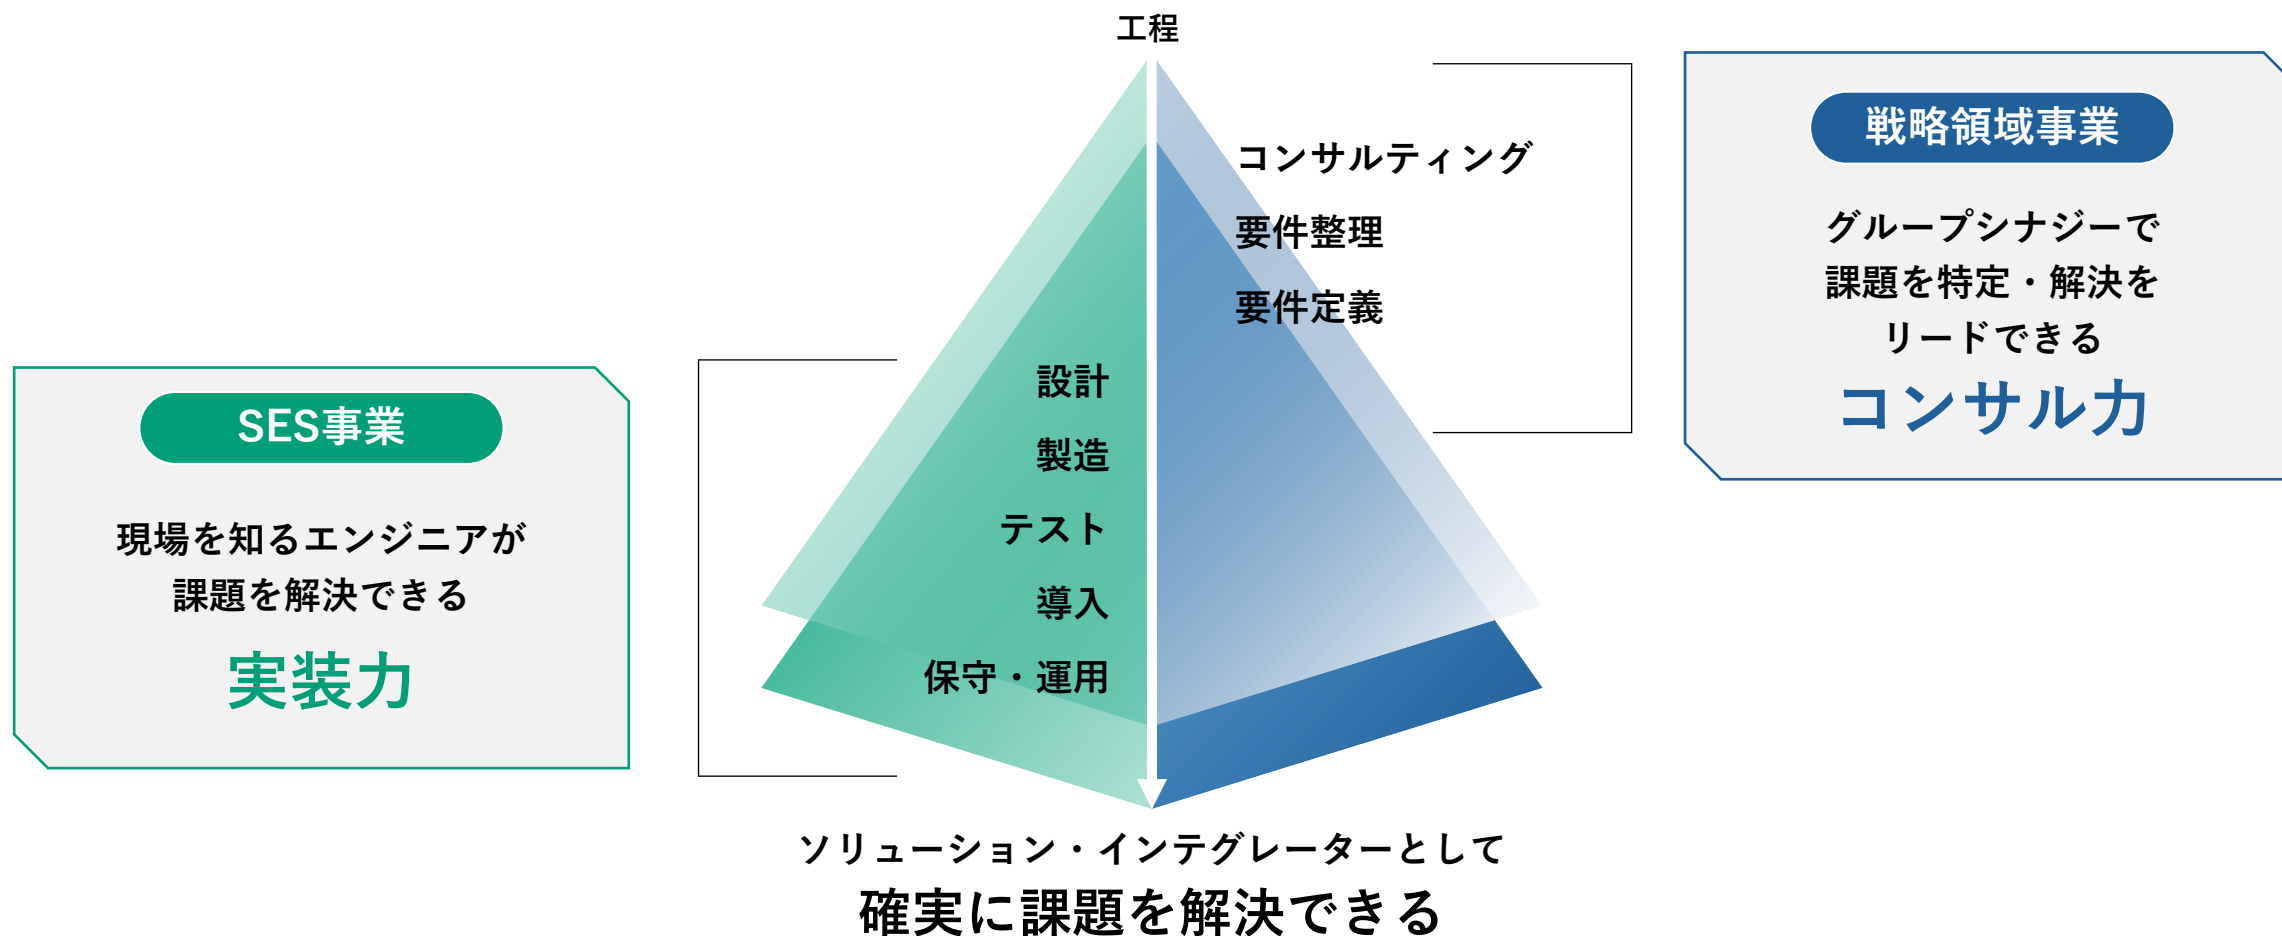 工程
コンサルティング
要件整理
要件定義
設計
製造
テスト
導入
保守・運用
戦略領域事業
グループシナジーで
課題を特定・解決を
リードできる
コンサル力
SES事業
現場を知るエンジニアが
課題を解決できる
実装力
ソリューション・インテグレーターとして
確実に課題を解決できる